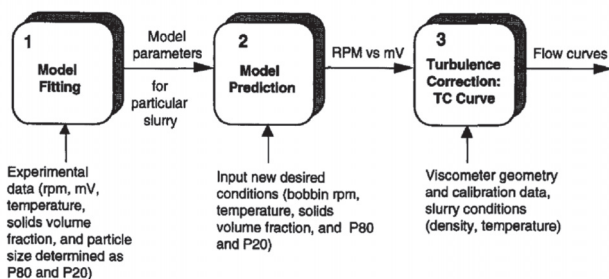 1
Model
Fitting
Model
parameters
for
particular
slurry
2
Model
Prediction
RPM vs mV
3
Turbulence
Correction:
TC Curve
Flow curves
Experimental
data (rpm, mV,
temperature,
solids volume
fraction, and particle
size determined as
P80 and P20)
Input new desired
conditions (bobbin rpm,
temperature, solids
volume fraction, and P80
and P20)
Viscometer geometry
and calibration data,
slurry conditions
(density, temperature)